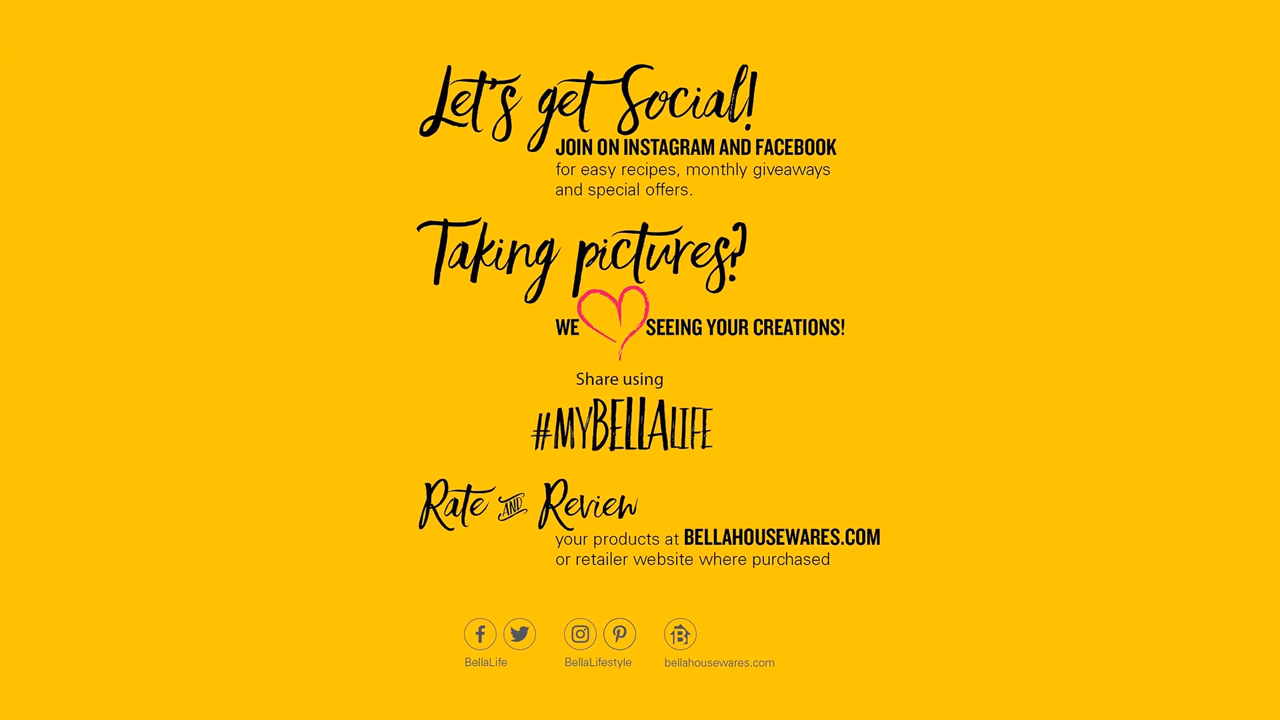 Let's get Social!
JOIN ON INSTAGRAM AND FACEBOOK
for easy recipes, monthly giveaways
and special offers.
Taking pictures?
WE SEEING YOUR CREATIONS!
Share using
#MYBELLALIFE
Rate AND Review
your products at BELLAHOUSEWARES.COM
or retailer website where purchased
BellaLife BellaLifestyle bellahousewares.com